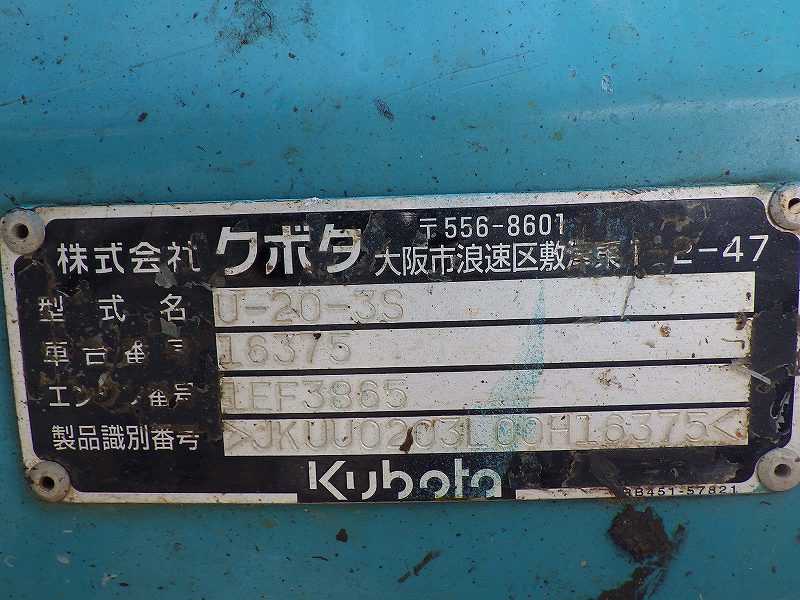 株式会社 クボタ 〒556-8601
大阪市浪速区敷津東1-2-47
型式名 U-20-3S
車台番号 16375
エンジン番号 1EF3865
製品識別番号 >JKUU0203L00H16375<
Kubota
RB451-57821